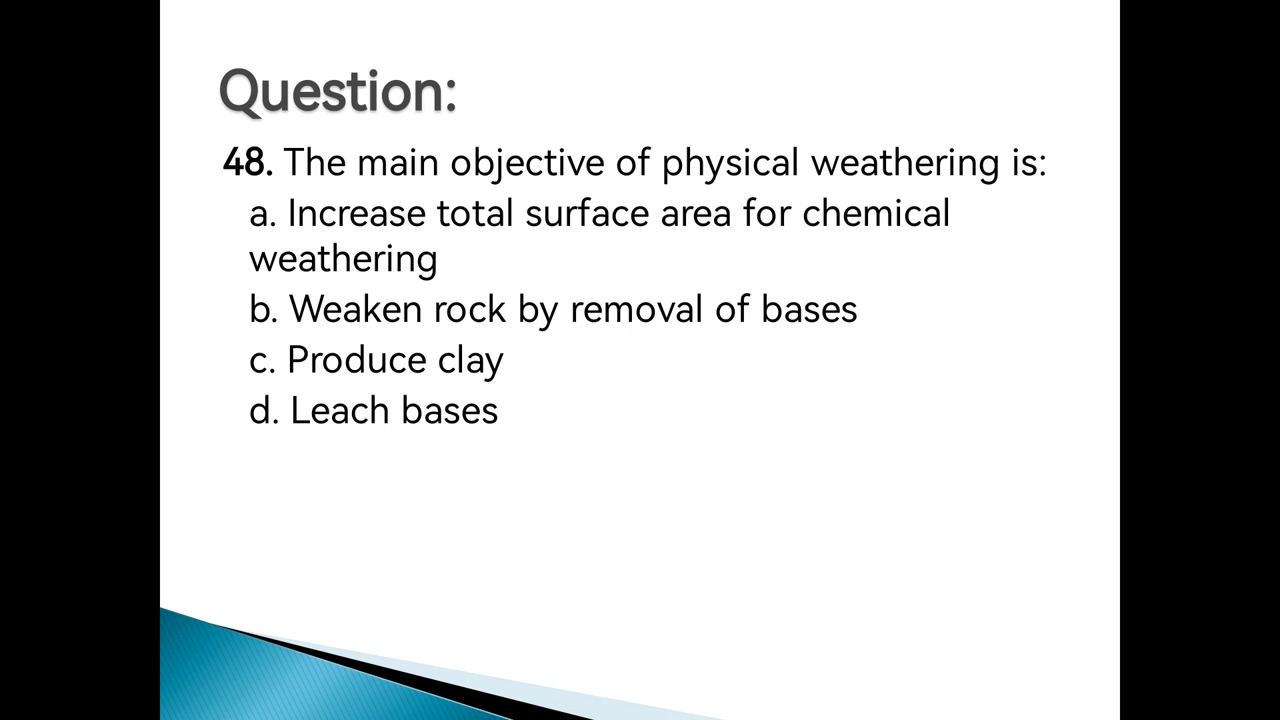 Question:
48. The main objective of physical weathering is:
a. Increase total surface area for chemical
weathering
b. Weaken rock by removal of bases
c. Produce clay
d. Leach bases